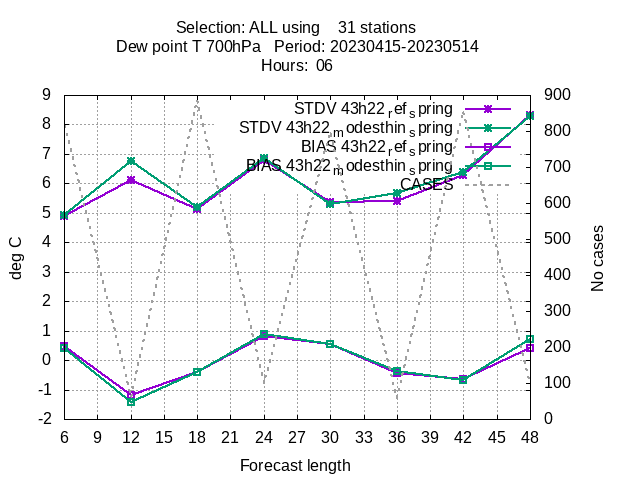 Selection: ALL using    31 stations
Dew point T 700hPa   Period: 20230415-20230514
Hours:  06
STDV 43h22_ref_spring
STDV 43h22_modesthin_spring
BIAS 43h22_ref_spring
BIAS 43h22_modesthin_spring
CASES
9
8
7
6
5
4
3
2
1
0
-1
-2
deg C
900
800
700
600
500
400
300
200
100
0
No cases
6 9 12 15 18 21 24 27 30 33 36 39 42 45 48
Forecast length